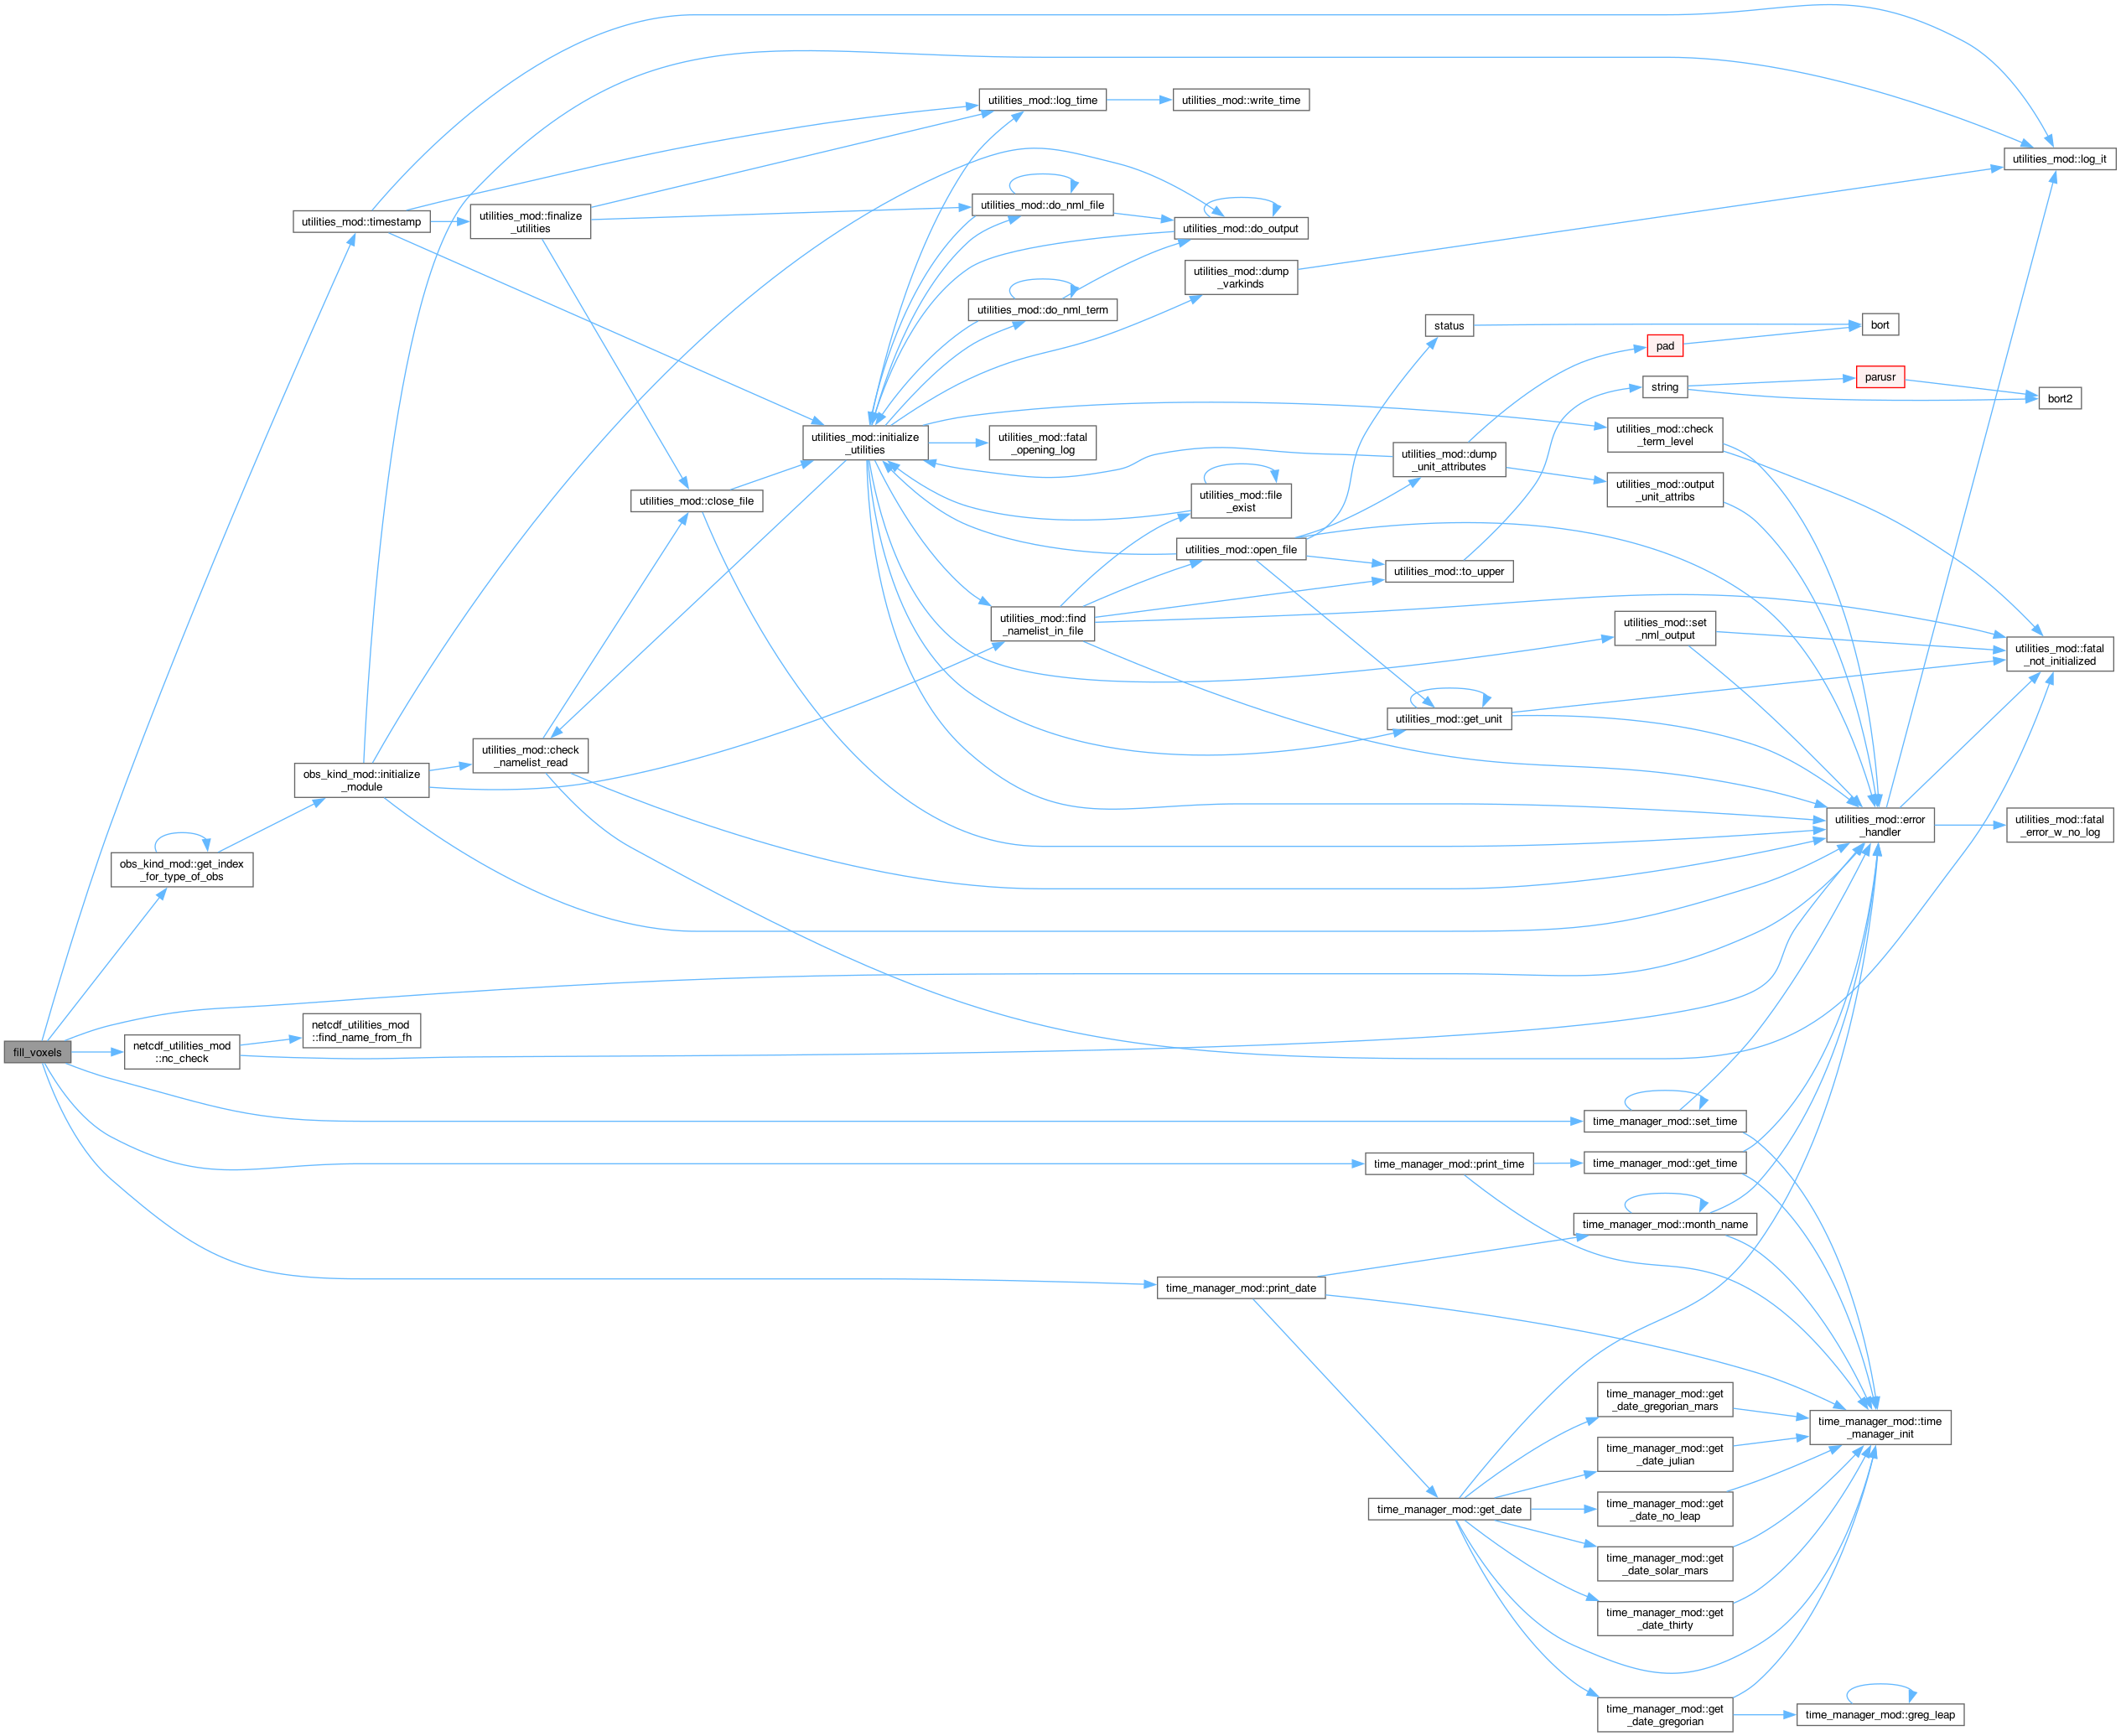 utilities_mod::log_time
utilities_mod::write_time
utilities_mod::log_it
utilities_mod::timestamp
utilities_mod::finalize
_utilities
utilities_mod::do_nml_file
utilities_mod::do_output
utilities_mod::dump
_varkinds
utilities_mod::do_nml_term
status
bort
pad
string
parusr
bort2
utilities_mod::initialize
_utilities
utilities_mod::fatal
_opening_log
utilities_mod::check
_term_level
utilities_mod::dump
_unit_attributes
utilities_mod::output
_unit_attribs
utilities_mod::close_file
utilities_mod::file
_exist
utilities_mod::open_file
utilities_mod::to_upper
utilities_mod::find
_namelist_in_file
utilities_mod::set
_nml_output
utilities_mod::fatal
_not_initialized
utilities_mod::get_unit
utilities_mod::check
_namelist_read
obs_kind_mod::initialize
_module
utilities_mod::error
_handler
utilities_mod::fatal
_error_w_no_log
obs_kind_mod::get_index
_for_type_of_obs
fill_voxels
netcdf_utilities_mod
::nc_check
netcdf_utilities_mod
::find_name_from_fh
time_manager_mod::set_time
time_manager_mod::print_time
time_manager_mod::get_time
time_manager_mod::month_name
time_manager_mod::print_date
time_manager_mod::get
_date_gregorian_mars
time_manager_mod::time
_manager_init
time_manager_mod::get
_date_julian
time_manager_mod::get_date
time_manager_mod::get
_date_no_leap
time_manager_mod::get
_date_solar_mars
time_manager_mod::get
_date_thirty
time_manager_mod::get
_date_gregorian
time_manager_mod::greg_leap